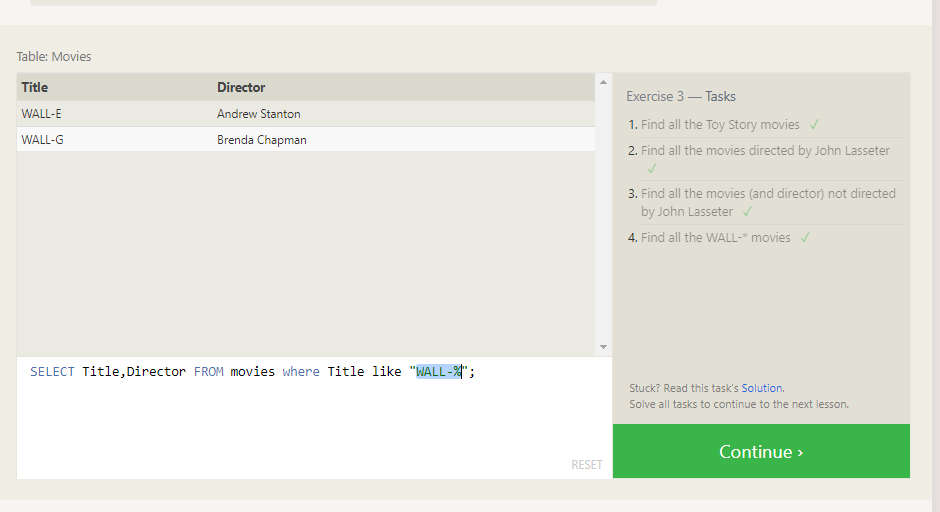 Table: Movies
Title Director
WALL-E Andrew Stanton
WALL-G Brenda Chapman
SELECT Title,Director FROM movies where Title like "WALL-%";
RESET
Exercise 3 — Tasks
1. Find all the Toy Story movies ✓
2. Find all the movies directed by John Lasseter
✓
3. Find all the movies (and director) not directed
by John Lasseter ✓
4. Find all the WALL-* movies ✓
Stuck? Read this task's Solution.
Solve all tasks to continue to the next lesson.
Continue ›